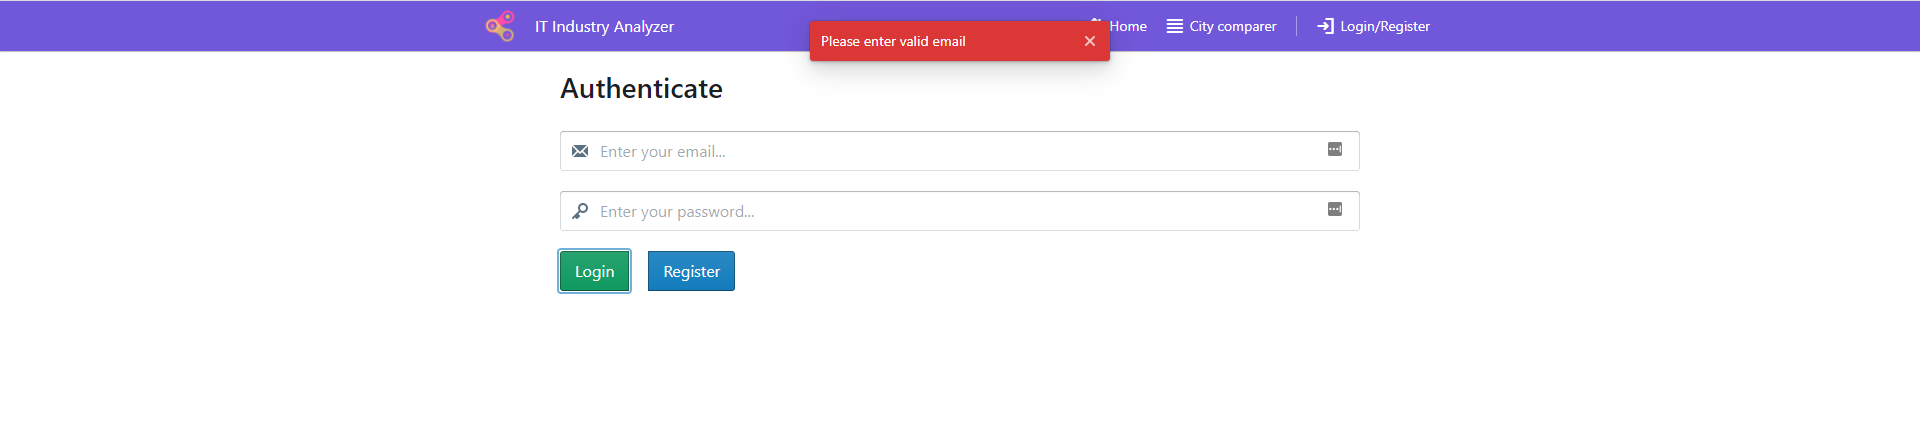 IT Industry Analyzer
Home
City comparer
Login/Register
Please enter valid email
Authenticate
Enter your email...
Enter your password...
Login
Register